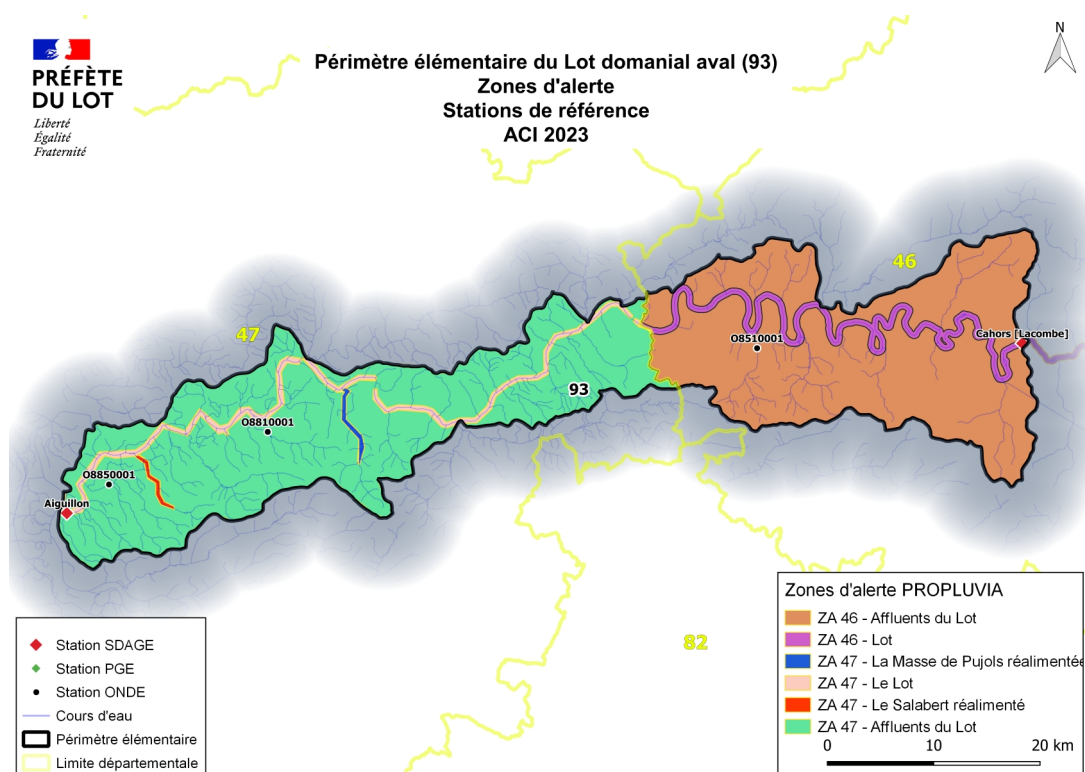 PRÉFÈTE
DU LOT
Liberté
Égalité
Fraternité
Périmètre élémentaire du Lot domanial aval (93)
Zones d'alerte
Stations de référence
ACI 2023
N
46
47
Cahors [Lacombe]
O8510001
93
O8810001
O8850001
Aiguillon
82
Station SDAGE
Station PGE
Station ONDE
Cours d'eau
Périmètre élémentaire
Limite départementale
Zones d'alerte PROPLUVIA
ZA 46 - Affluents du Lot
ZA 46 - Lot
ZA 47 - La Masse de Pujols réalimentée
ZA 47 - Le Lot
ZA 47 - Le Salabert réalimenté
ZA 47 - Affluents du Lot
0 10 20 km